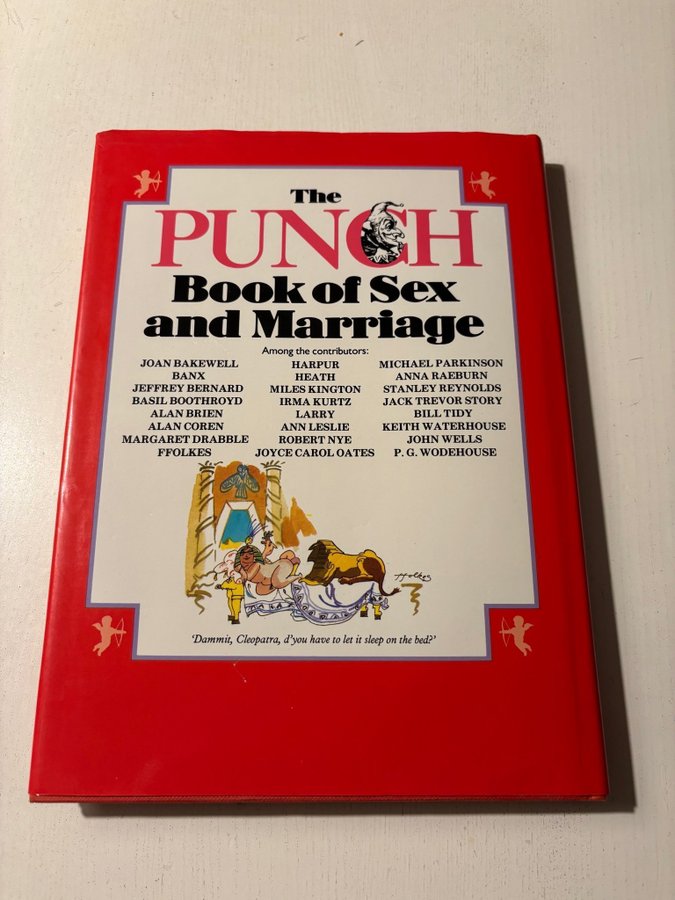 The
PUNCH
Book of Sex
and Marriage
Among the contributors:
JOAN BAKEWELL
BANX
JEFFREY BERNARD
BASIL BOOTHROYD
ALAN BRIEN
ALAN COREN
MARGARET DRABBLE
FFOLKES
HARPUR
HEATH
MILES KINGTON
IRMA KURTZ
LARRY
ANN LESLIE
ROBERT NYE
JOYCE CAROL OATES
MICHAEL PARKINSON
ANNA RAEBURN
STANLEY REYNOLDS
JACK TREVOR STORY
BILL TIDY
KEITH WATERHOUSE
JOHN WELLS
P. G. WODEHOUSE
ffolkes
'Dammit, Cleopatra, d'you have to let it sleep on the bed?'